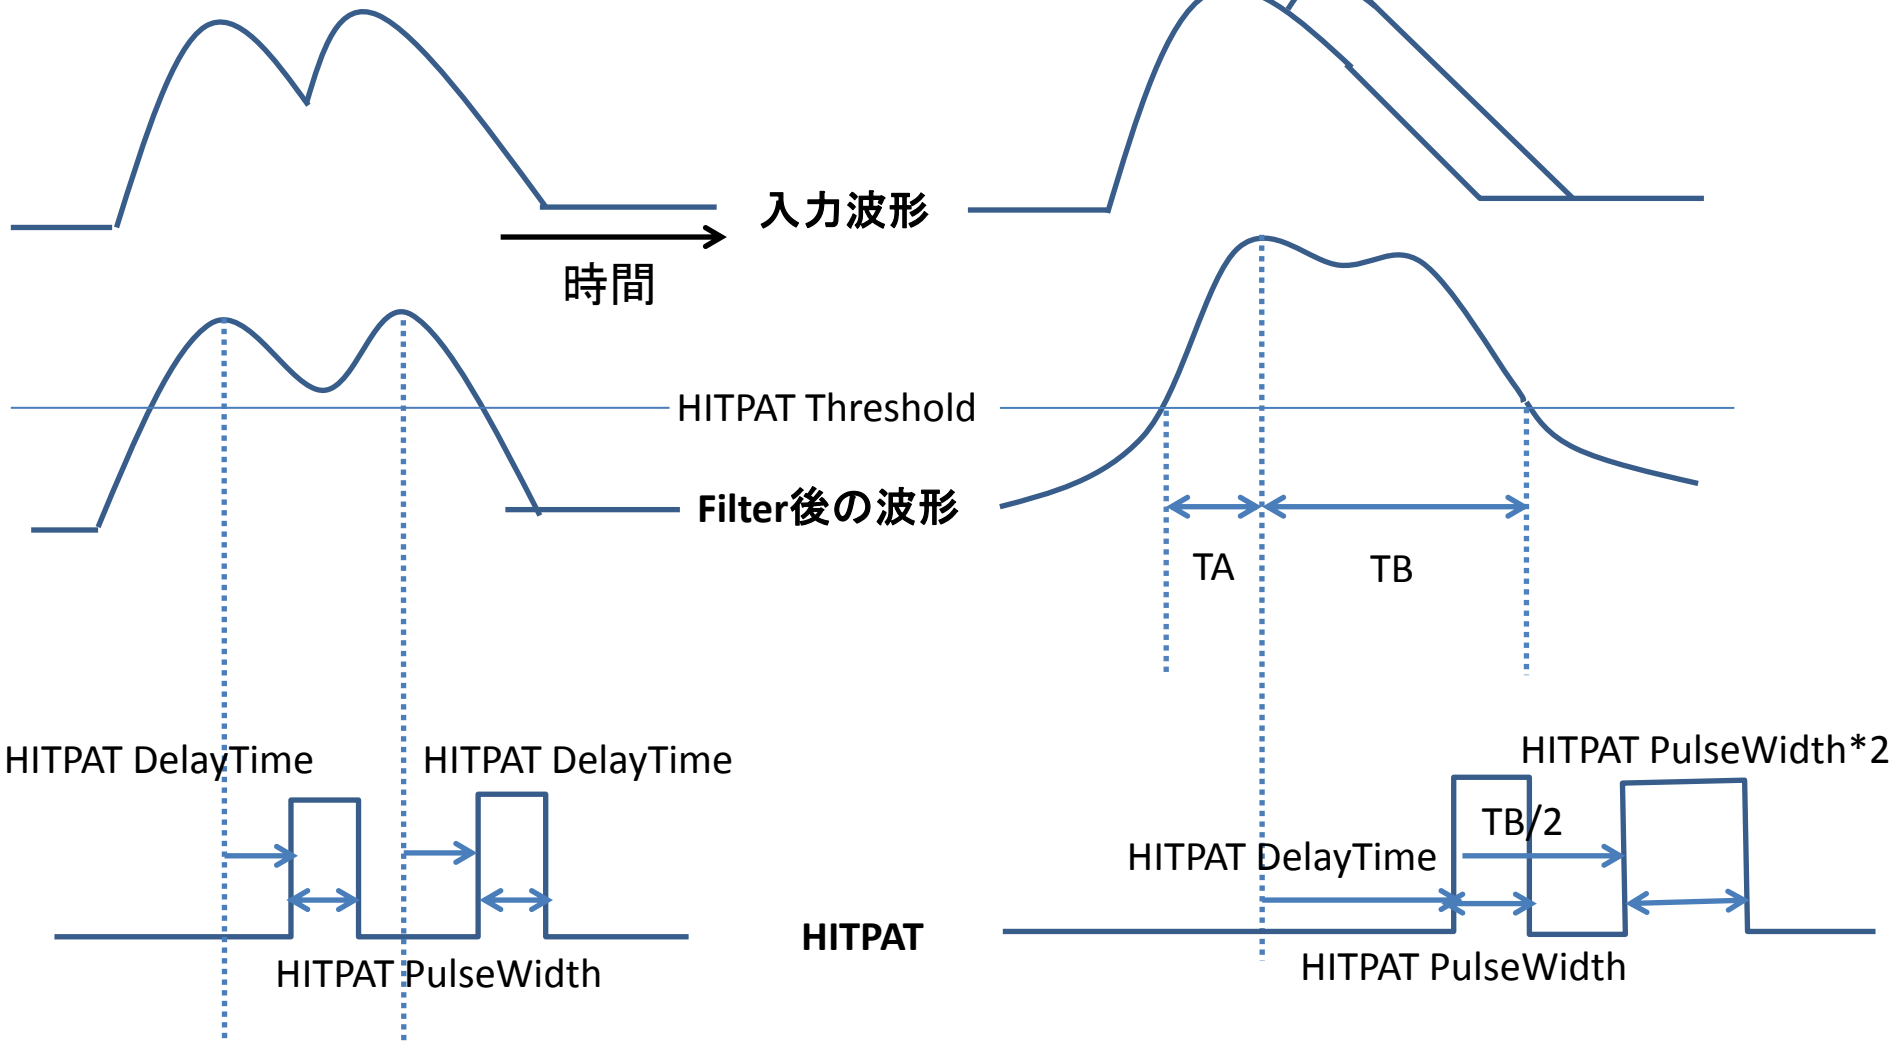 入力波形
時間
HITPAT Threshold
Filter後の波形
TA
TB
HITPAT DelayTime
HITPAT DelayTime
HITPAT PulseWidth*2
TB/2
HITPAT DelayTime
HITPAT
HITPAT PulseWidth
HITPAT PulseWidth